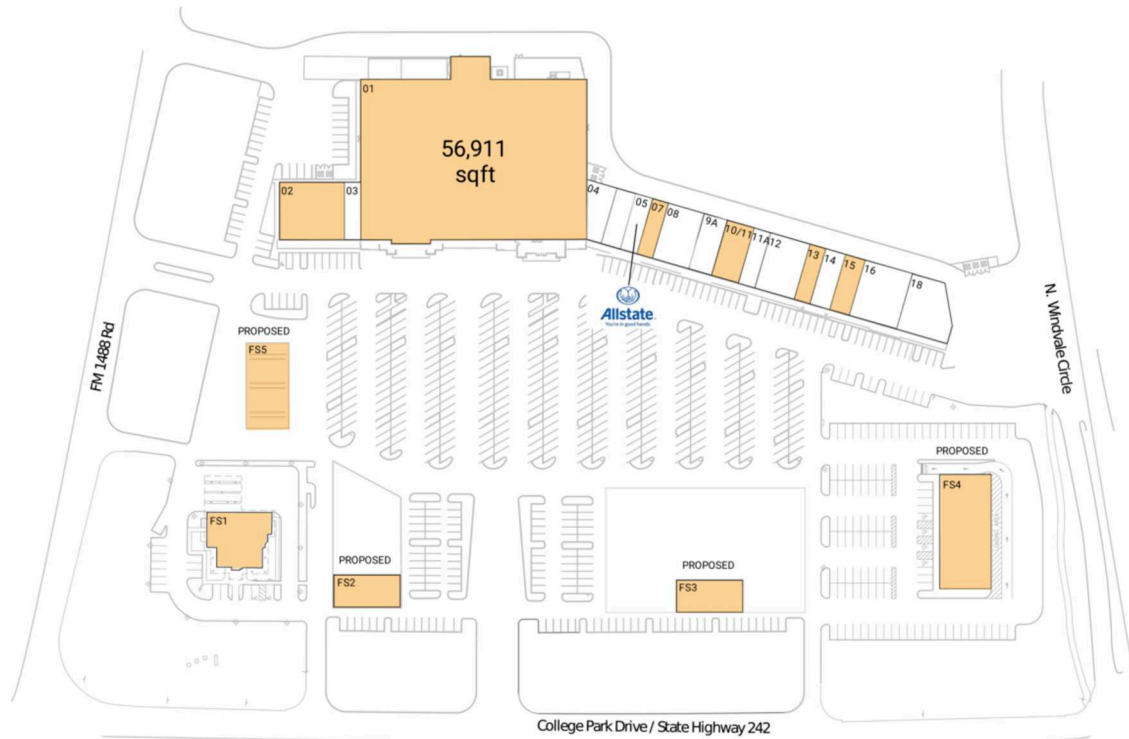 01
56,911
sqft
02
03
04
05
07
08
9A
10/11
11A
12
13
14
15
16
18
Allstate
You're in good hands.
N. Windvale Circle
FM 1488 Rd
PROPOSED
FS5
PROPOSED
FS4
FS1
PROPOSED
FS2
PROPOSED
FS3
College Park Drive / State Highway 242